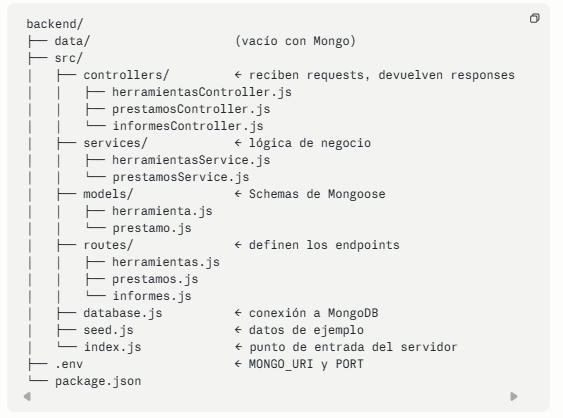 backend/
├── data/                    (vacío con Mongo)
├── src/
│   ├── controllers/         ← reciben requests, devuelven responses
│   │   ├── herramientasController.js
│   │   ├── prestamosController.js
│   │   └── informesController.js
│   ├── services/            ← lógica de negocio
│   │   ├── herramientasService.js
│   │   └── prestamosService.js
│   ├── models/              ← Schemas de Mongoose
│   │   ├── herramienta.js
│   │   └── prestamo.js
│   ├── routes/              ← definen los endpoints
│   │   ├── herramientas.js
│   │   ├── prestamos.js
│   │   └── informes.js
│   ├── database.js          ← conexión a MongoDB
│   ├── seed.js              ← datos de ejemplo
│   └── index.js             ← punto de entrada del servidor
├── .env                     ← MONGO_URI y PORT
└── package.json